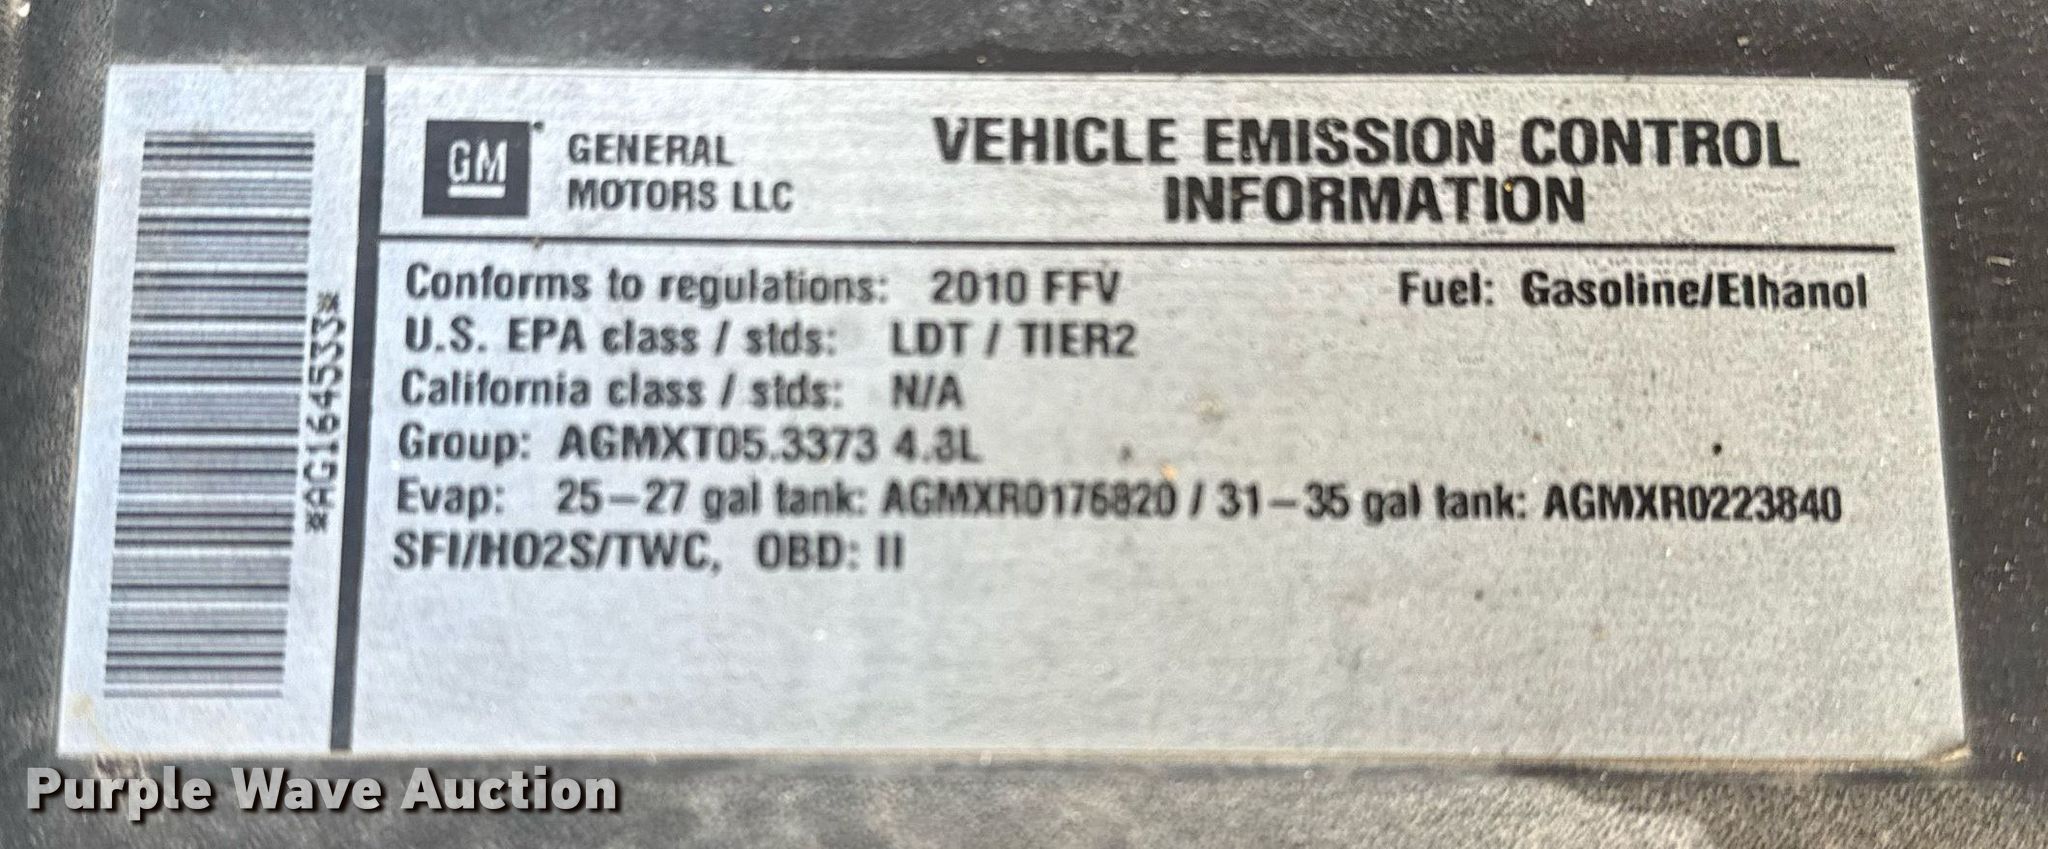 *AG164533*
GM
GENERAL
MOTORS LLC
VEHICLE EMISSION CONTROL
INFORMATION
Conforms to regulations: 2010 FFV Fuel: Gasoline/Ethanol
U.S. EPA class / stds: LDT / TIER2
California class / stds: N/A
Group: AGMXT05.3373 4.8L
Evap: 25–27 gal tank: AGMXR0176820 / 31–35 gal tank: AGMXR0223840
SFI/HO2S/TWC, OBD: II
Purple Wave Auction